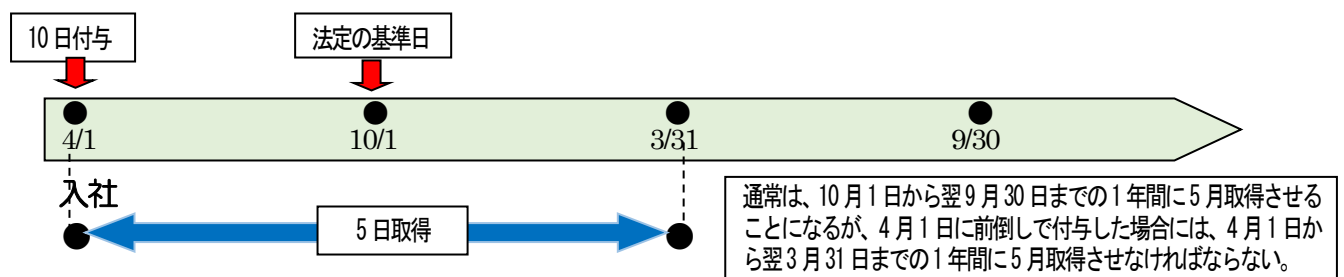 10日付与
法定の基準日
4/1
10/1
3/31
9/30
入社
5日取得
通常は、10月1日から翌9月30日までの1年間に5月取得させる
ことになるが、4月1日に前倒しで付与した場合には、4月1日か
ら翌3月31日までの1年間に5月取得させなければならない。